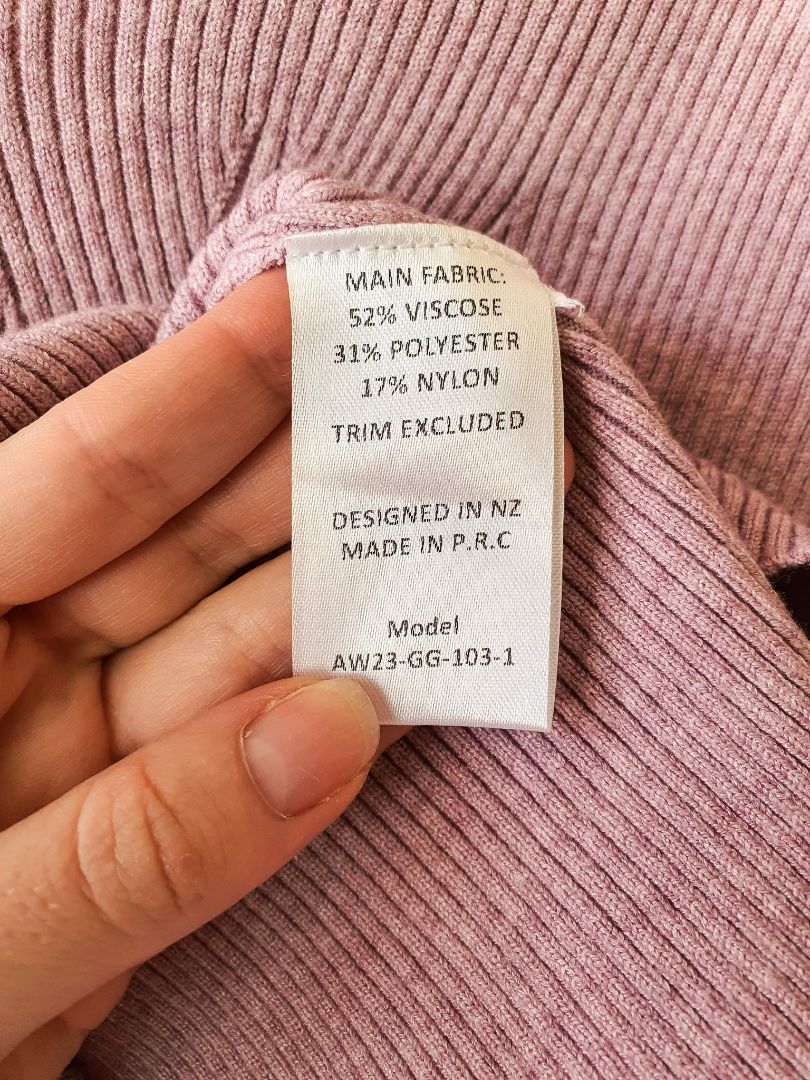 MAIN FABRIC:
52% VISCOSE
31% POLYESTER
17% NYLON
TRIM EXCLUDED
DESIGNED IN NZ
MADE IN P.R.C
Model
AW23-GG-103-1